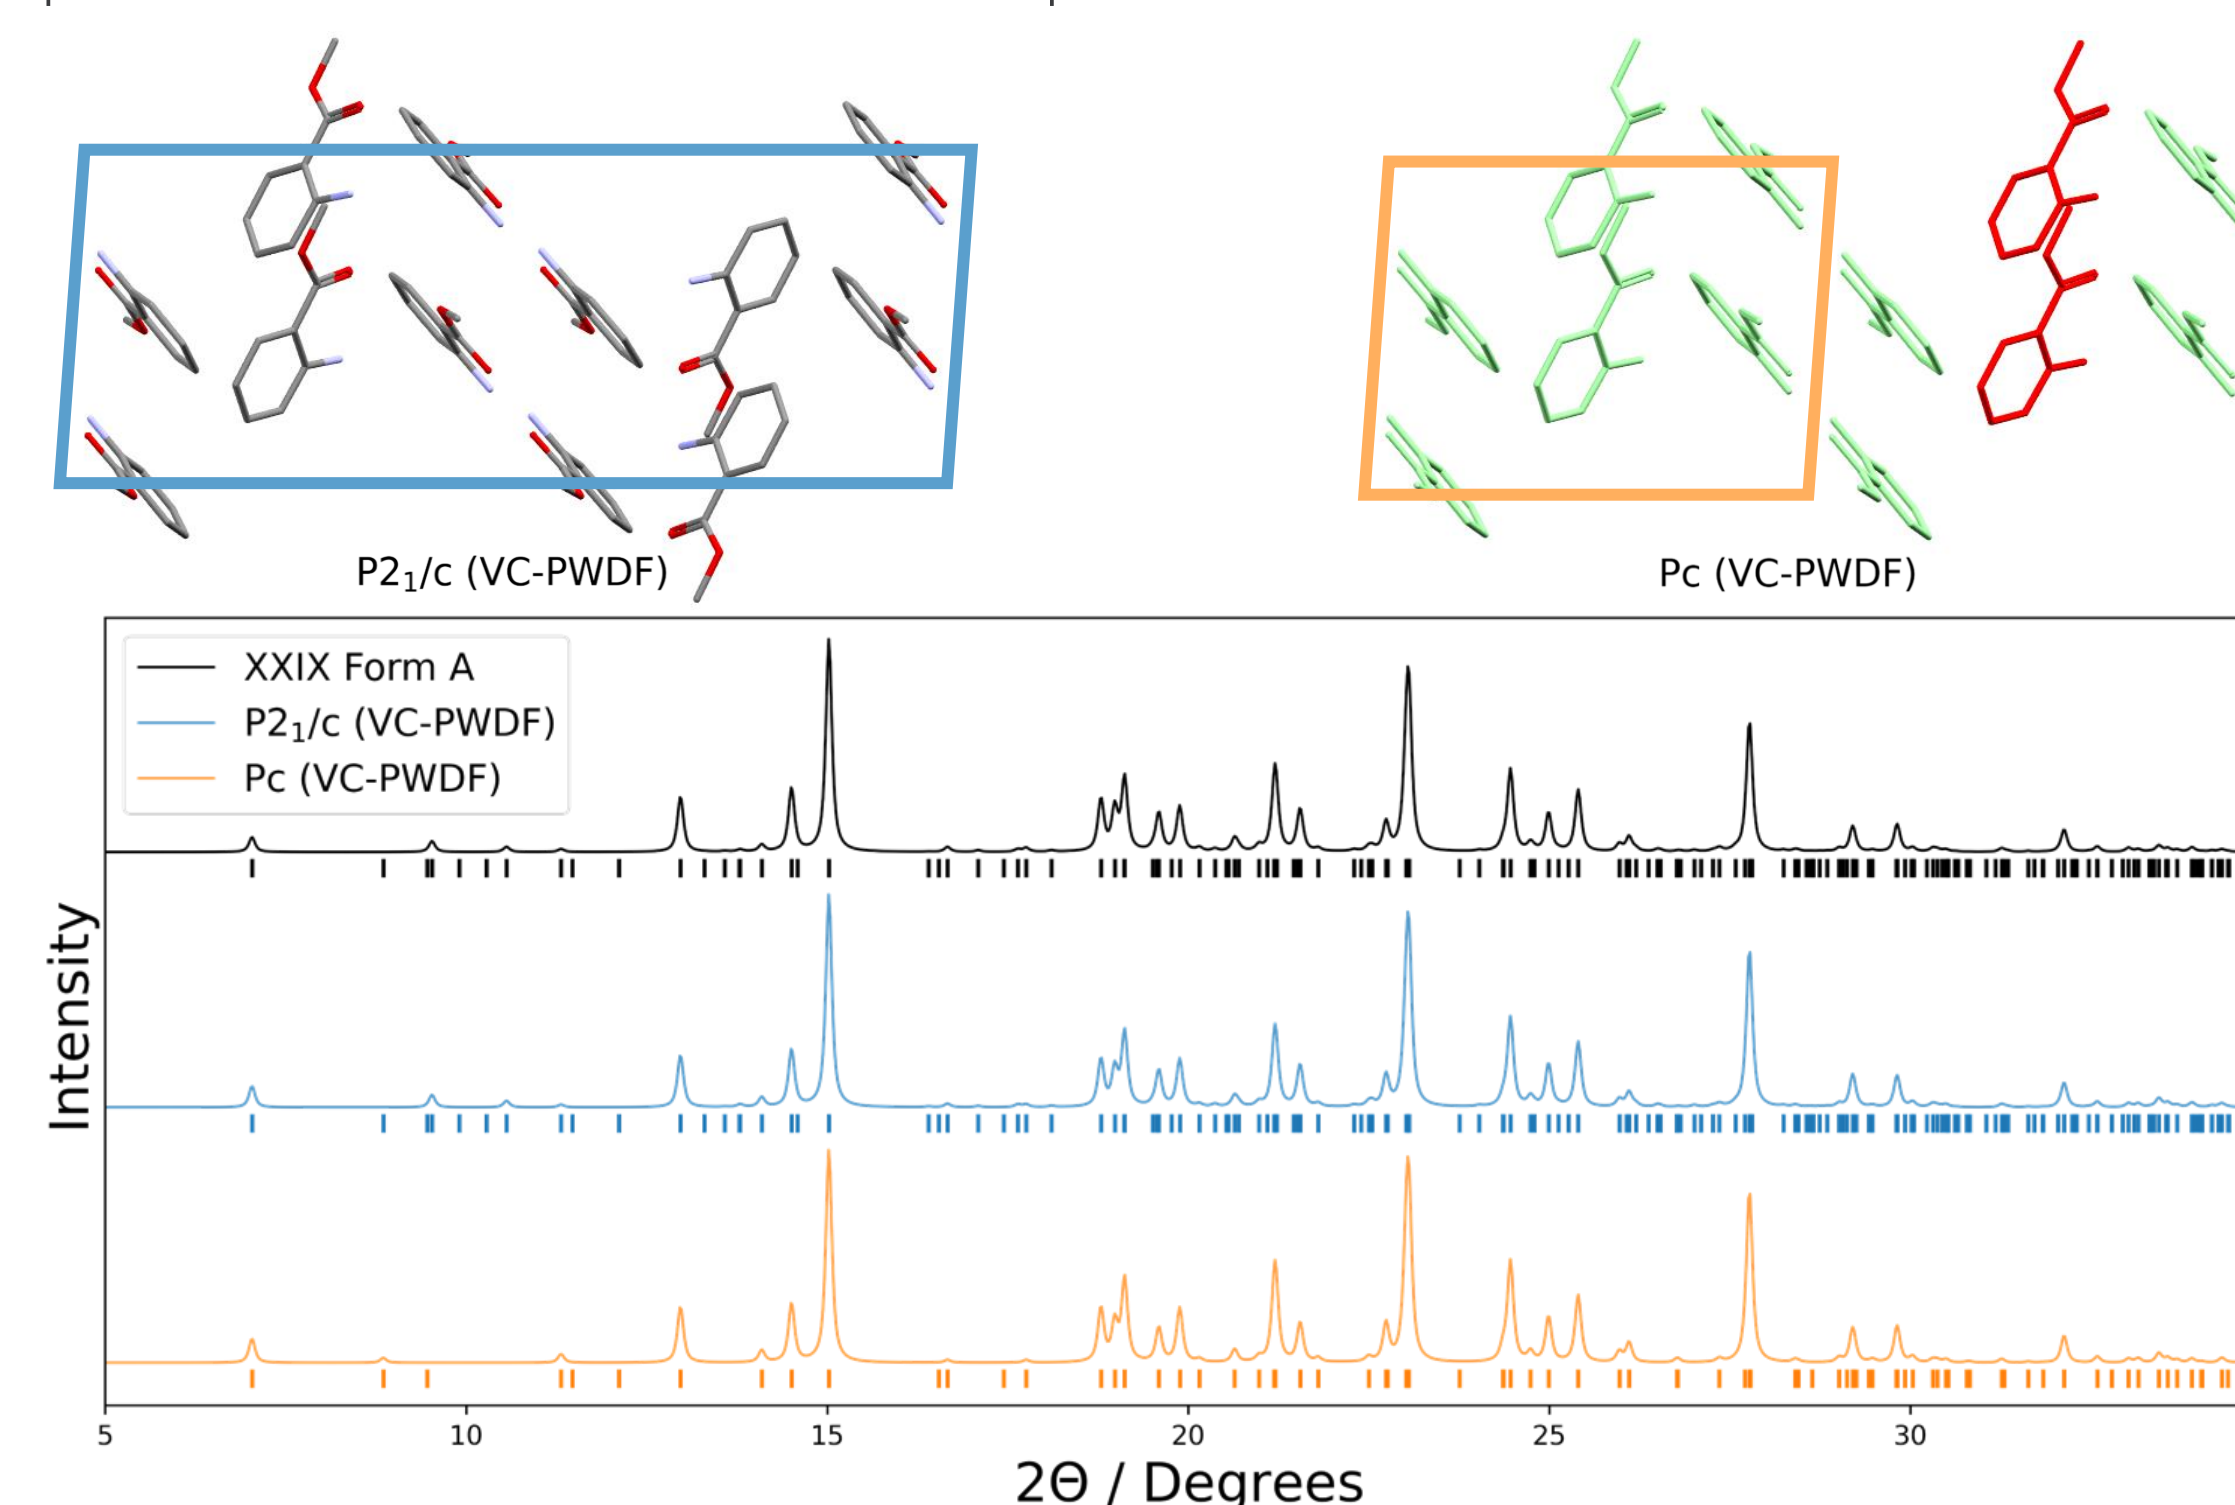 P2₁/c (VC-PWDF)
Pc (VC-PWDF)
XXIX Form A
P2₁/c (VC-PWDF)
Pc (VC-PWDF)
Intensity
5 10 15 20 25 30
2Θ / Degrees